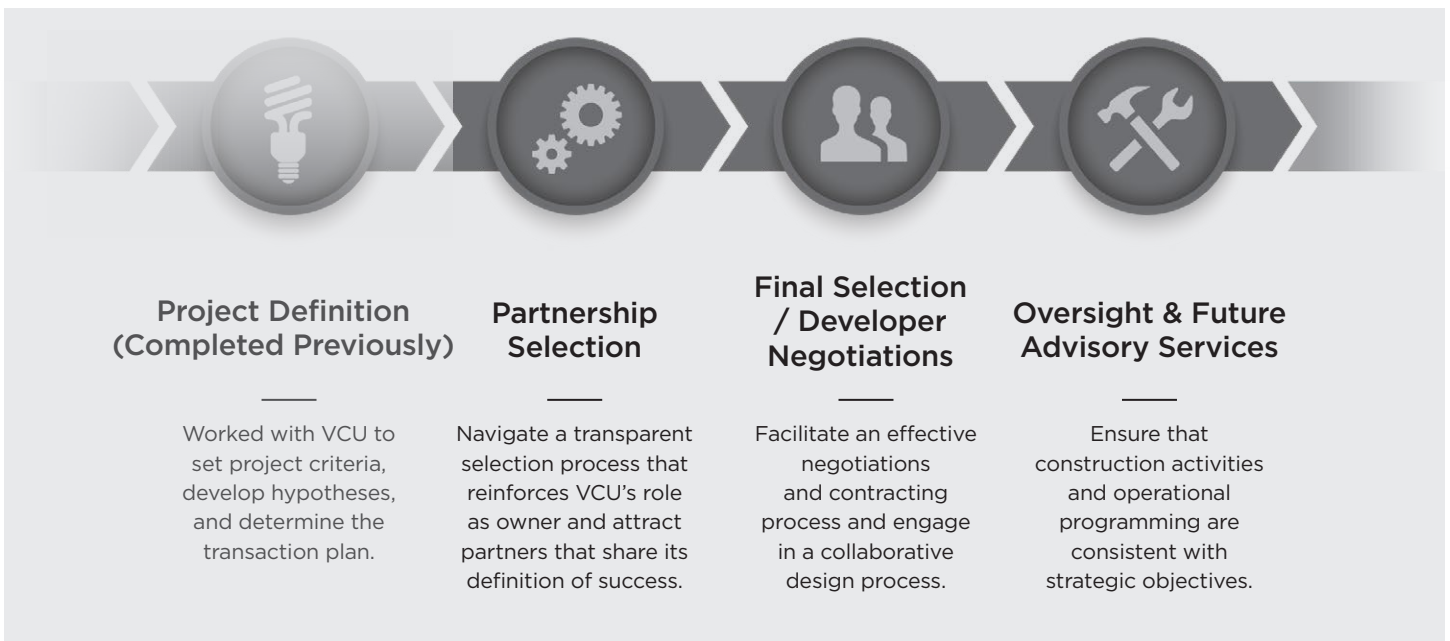 Project Definition
(Completed Previously)
Worked with VCU to
set project criteria,
develop hypotheses,
and determine the
transaction plan.
Partnership
Selection
Navigate a transparent
selection process that
reinforces VCU’s role
as owner and attract
partners that share its
definition of success.
Final Selection
/ Developer
Negotiations
Facilitate an effective
negotiations
and contracting
process and engage
in a collaborative
design process.
Oversight & Future
Advisory Services
Ensure that
construction activities
and operational
programming are
consistent with
strategic objectives.